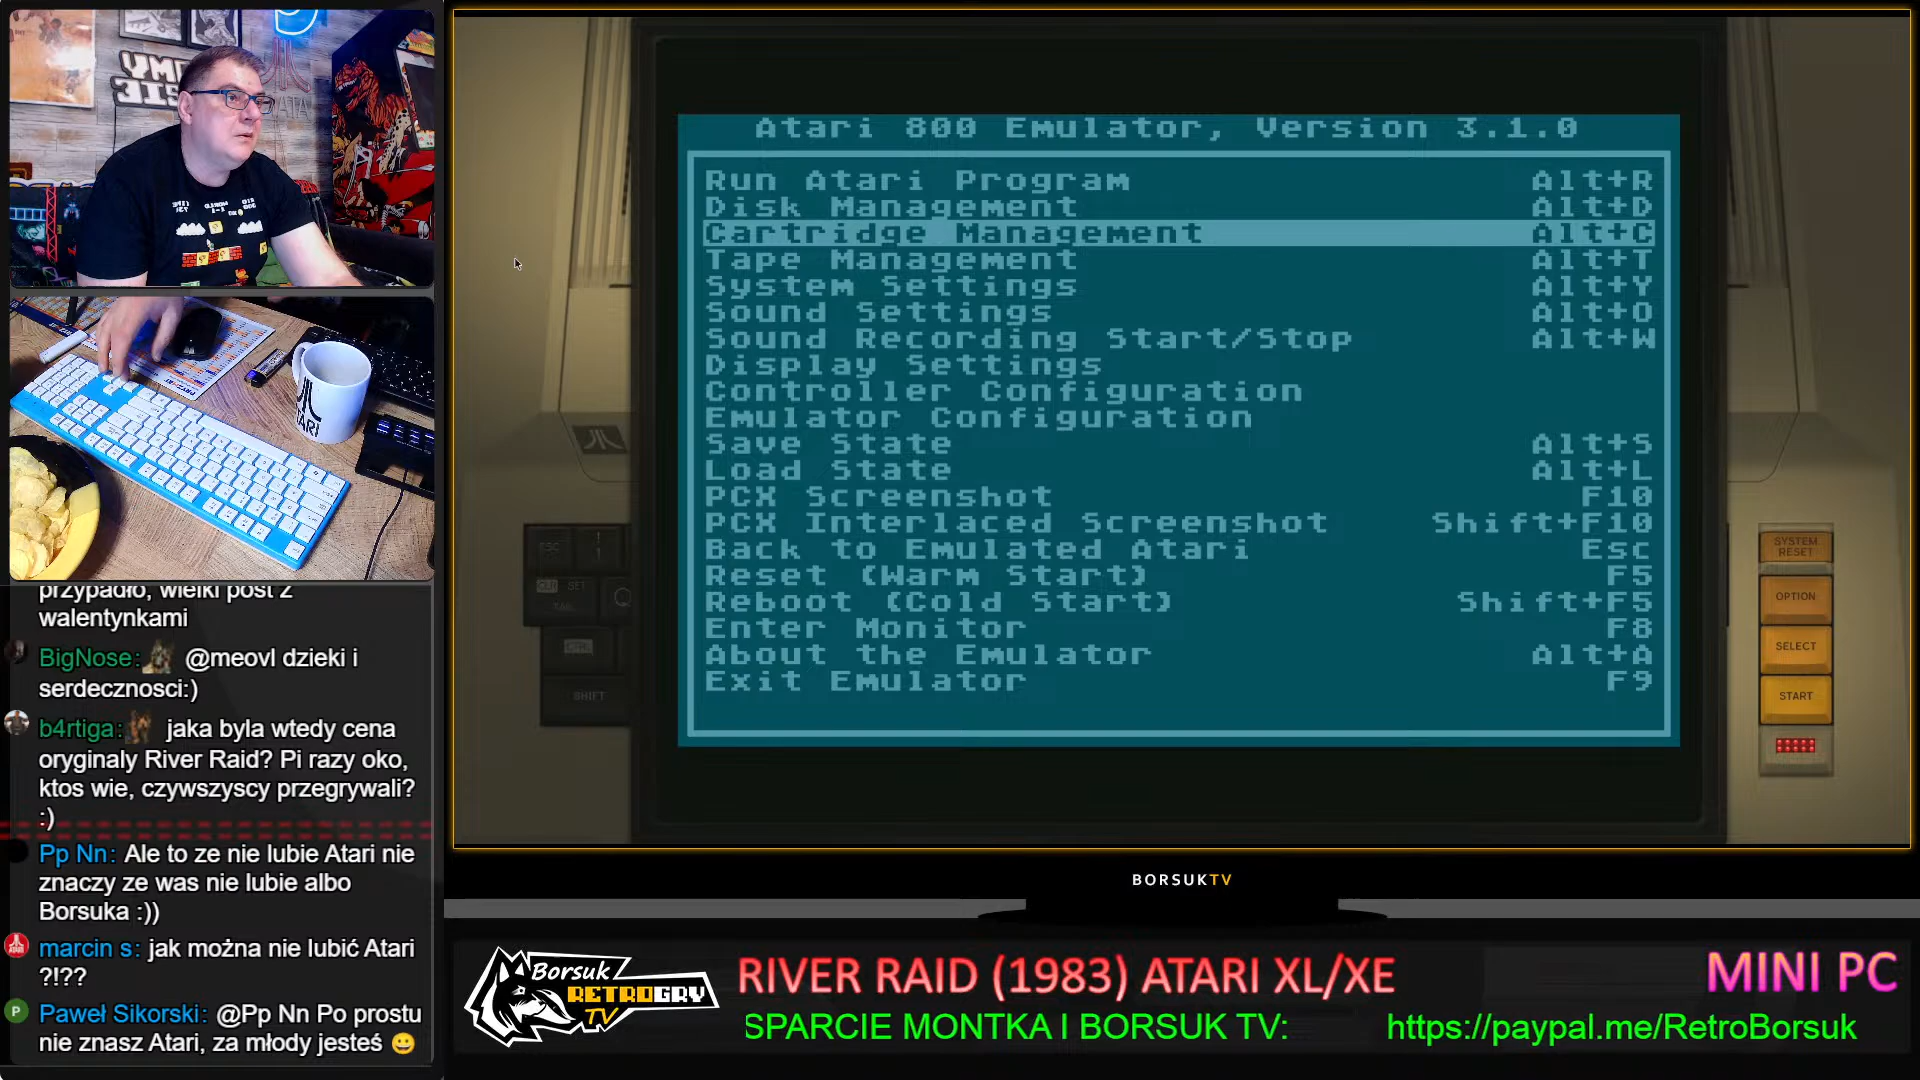 Atari 800 Emulator, Version 3.1.0
Run Atari Program Alt+R
Disk Management Alt+D
Cartridge Management Alt+C
Tape Management Alt+T
System Settings Alt+Y
Sound Settings Alt+O
Sound Recording Start/Stop Alt+W
Display Settings
Controller Configuration
Emulator Configuration
Save State Alt+S
Load State Alt+L
PCX Screenshot F10
PCX Interlaced Screenshot Shift+F10
Back to Emulated Atari Esc
Reset (Warm Start) F5
Reboot (Cold Start) Shift+F5
Enter Monitor F8
About the Emulator Alt+A
Exit Emulator F9
SYSTEM
RESET
OPTION
SELECT
START
SHIFT
ATARI
przypadło, wielki post z
walentynkami
BigNose: @meovl dzieki i
serdecznosci:)
b4rtiga: jaka byla wtedy cena
oryginaly River Raid? Pi razy oko,
ktos wie, czywszyscy przegrywali?
:)
Pp Nn: Ale to ze nie lubie Atari nie
znaczy ze was nie lubie albo
Borsuka :))
marcin s: jak można nie lubić Atari
?!??
Paweł Sikorski: @Pp Nn Po prostu
nie znasz Atari, za młody jesteś 😀
BORSUKTV
Borsuk
RETROGRY
TV
RIVER RAID (1983) ATARI XL/XE
MINI PC
SPARCIE MONTKA I BORSUK TV: https://paypal.me/RetroBorsuk